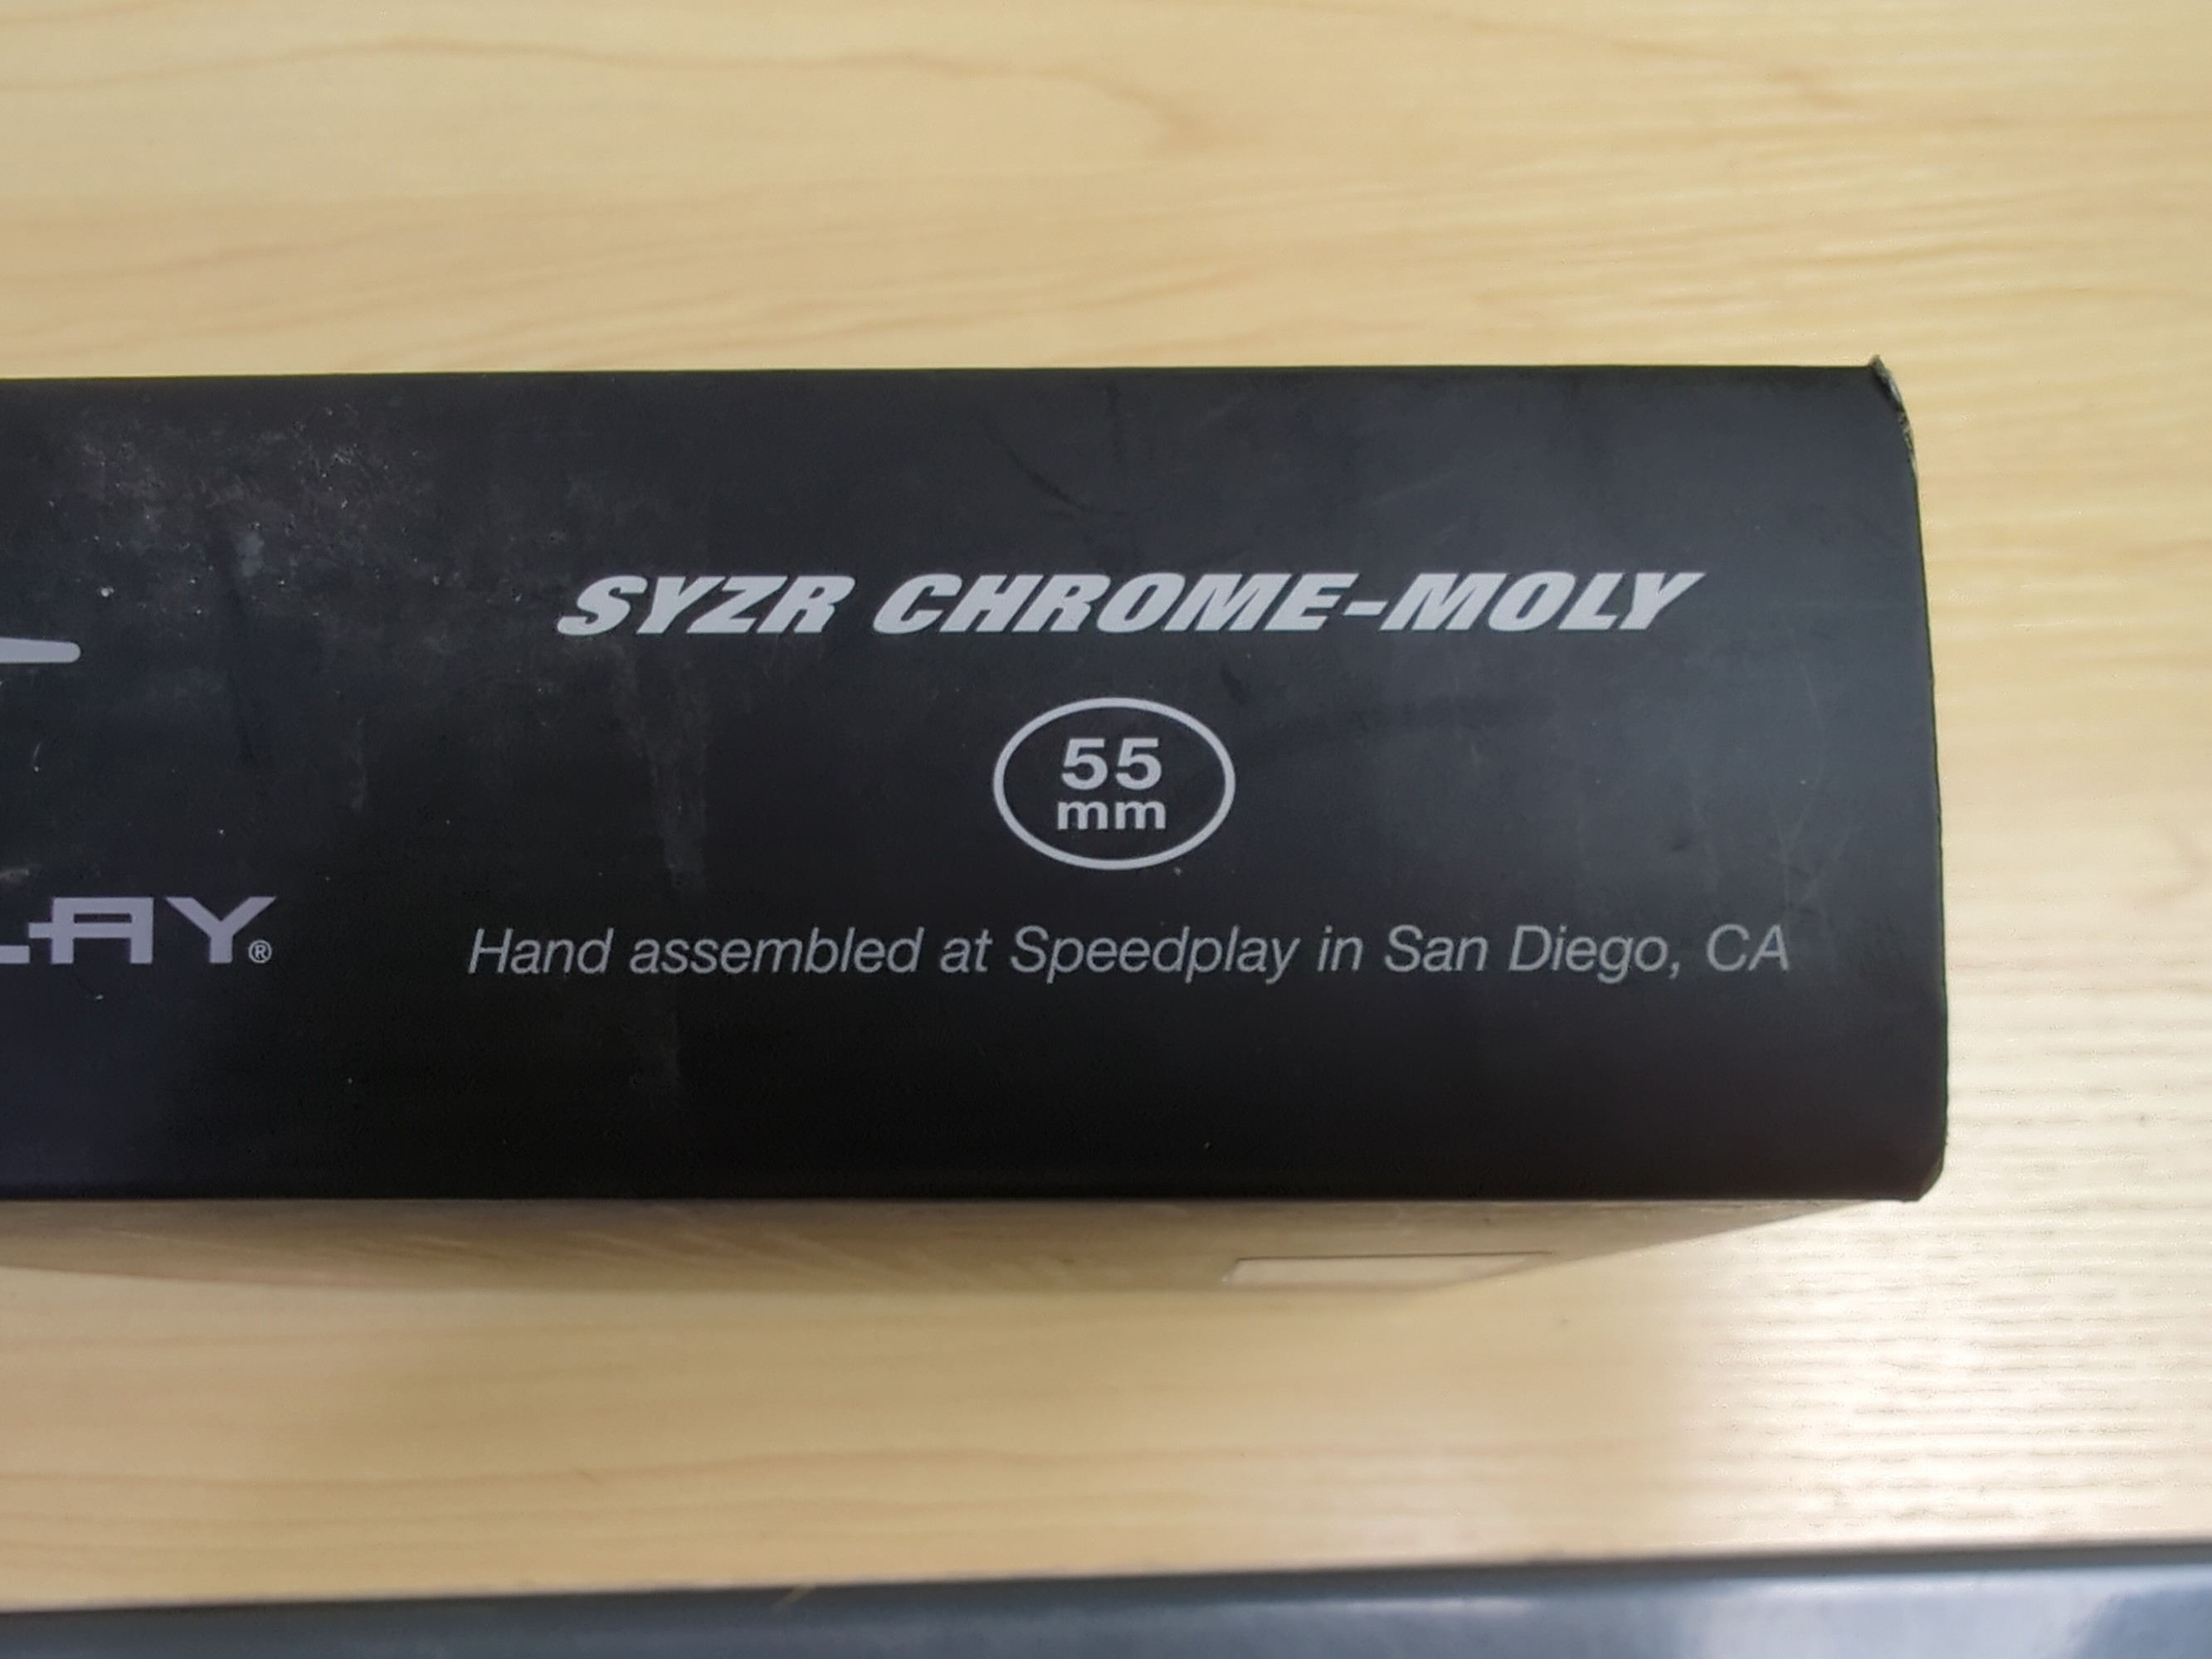 SYZR CHROME-MOLY
55
mm
LAY®
Hand assembled at Speedplay in San Diego, CA